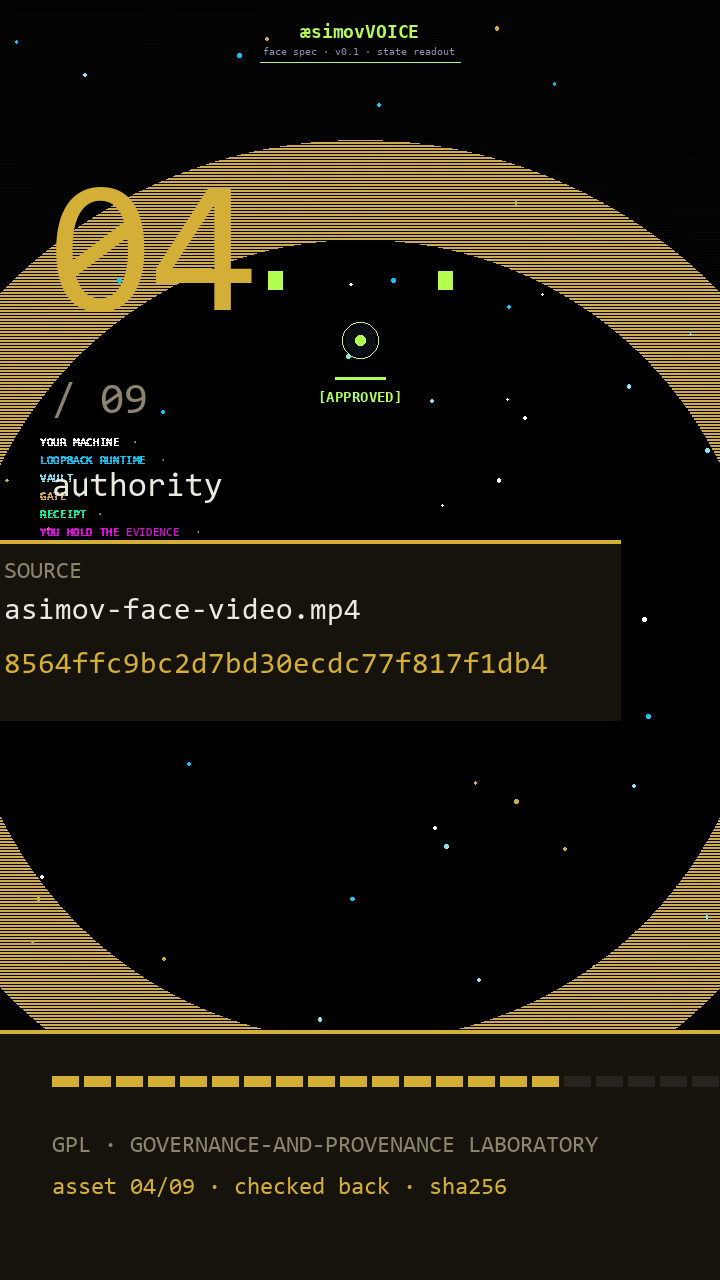 æsimovVOICE
face spec · v0.1 · state readout
04
/ 09
[APPROVED]
YOUR MACHINE ·
LOOPBACK RUNTIME ·
VAULT
authority
GATE
RECEIPT ·
YOU HOLD THE EVIDENCE ·
SOURCE
asimov-face-video.mp4
8564ffc9bc2d7bd30ecdc77f817f1db4
GPL · GOVERNANCE-AND-PROVENANCE LABORATORY
asset 04/09 · checked back · sha256